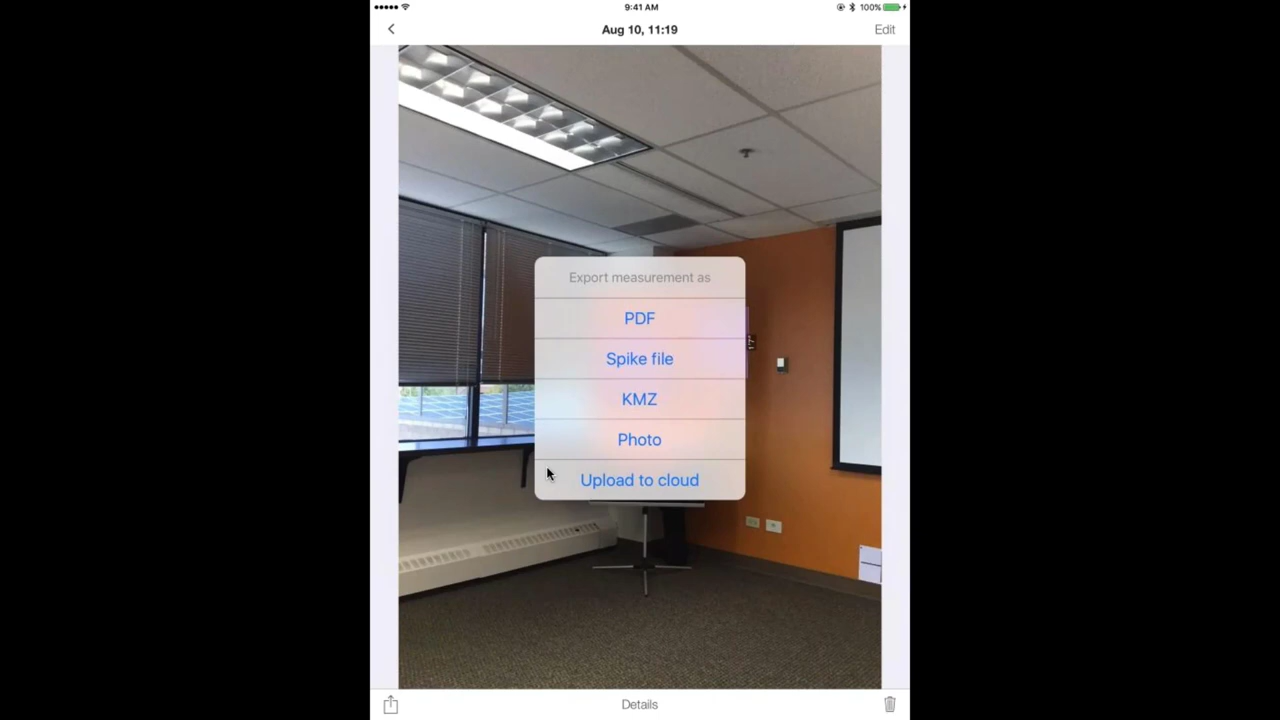 9:41 AM
100%
Aug 10, 11:19
Edit
Export measurement as
PDF
Spike file
KMZ
Photo
Upload to cloud
Details